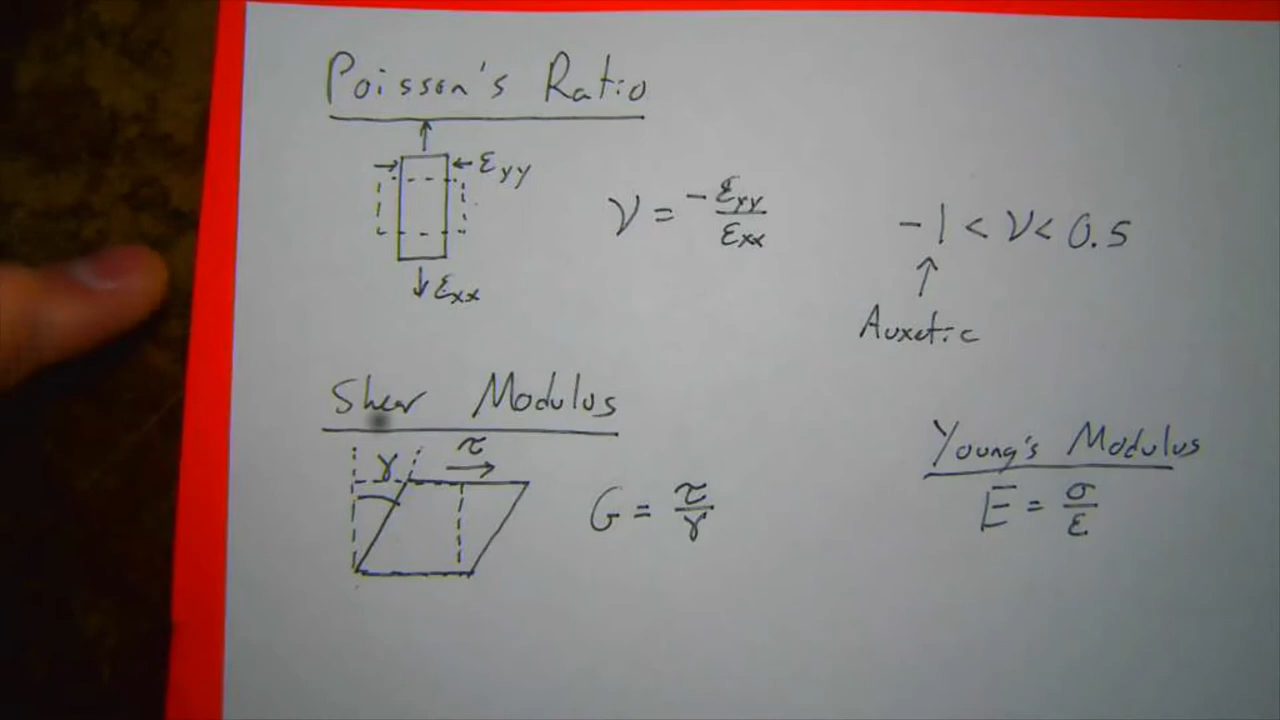 Poisson's Ratio
εyy
εxx
ν = -εyy/εxx
-1 < ν < 0.5
Auxetic
Shear Modulus
γ
τ
G = τ/γ
Young's Modulus
E = σ/ε